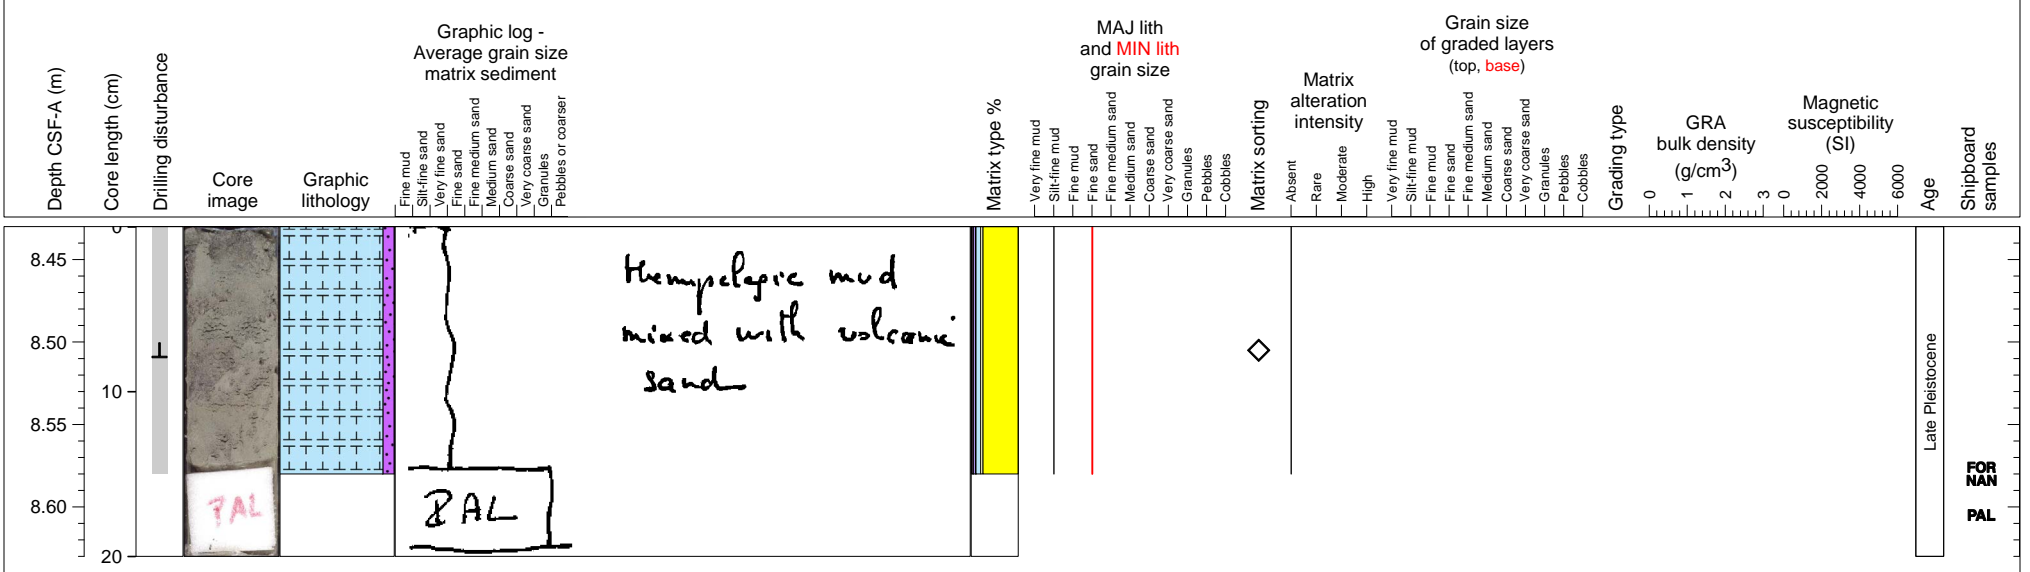 Depth CSF-A (m)
Core length (cm)
Drilling disturbance
Core
image
Graphic
lithology
Graphic log -
Average grain size
matrix sediment
Fine mud
Silt-fine sand
Very fine sand
Fine sand
Fine medium sand
Medium sand
Coarse sand
Very coarse sand
Granules
Pebbles or coarser
Matrix type %
MAJ lith
and MIN lith
grain size
Very fine mud
Silt-fine mud
Fine mud
Fine sand
Fine medium sand
Medium sand
Coarse sand
Very coarse sand
Granules
Pebbles
Cobbles
Matrix sorting
Matrix
alteration
intensity
Absent
Rare
Moderate
High
Grain size
of graded layers
(top, base)
Very fine mud
Silt-fine mud
Fine mud
Fine sand
Fine medium sand
Medium sand
Coarse sand
Very coarse sand
Granules
Pebbles
Cobbles
Grading type
GRA
bulk density
(g/cm3)
0 1 2 3
Magnetic
susceptibility
(SI)
0 2000 4000 6000
Age
Shipboard
samples
0
8.45
8.50
10
8.55
8.60
20
Hemipelagic mud
mixed with volcanic
sand
PAL
PAL
Late Pleistocene
FOR
NAN
PAL